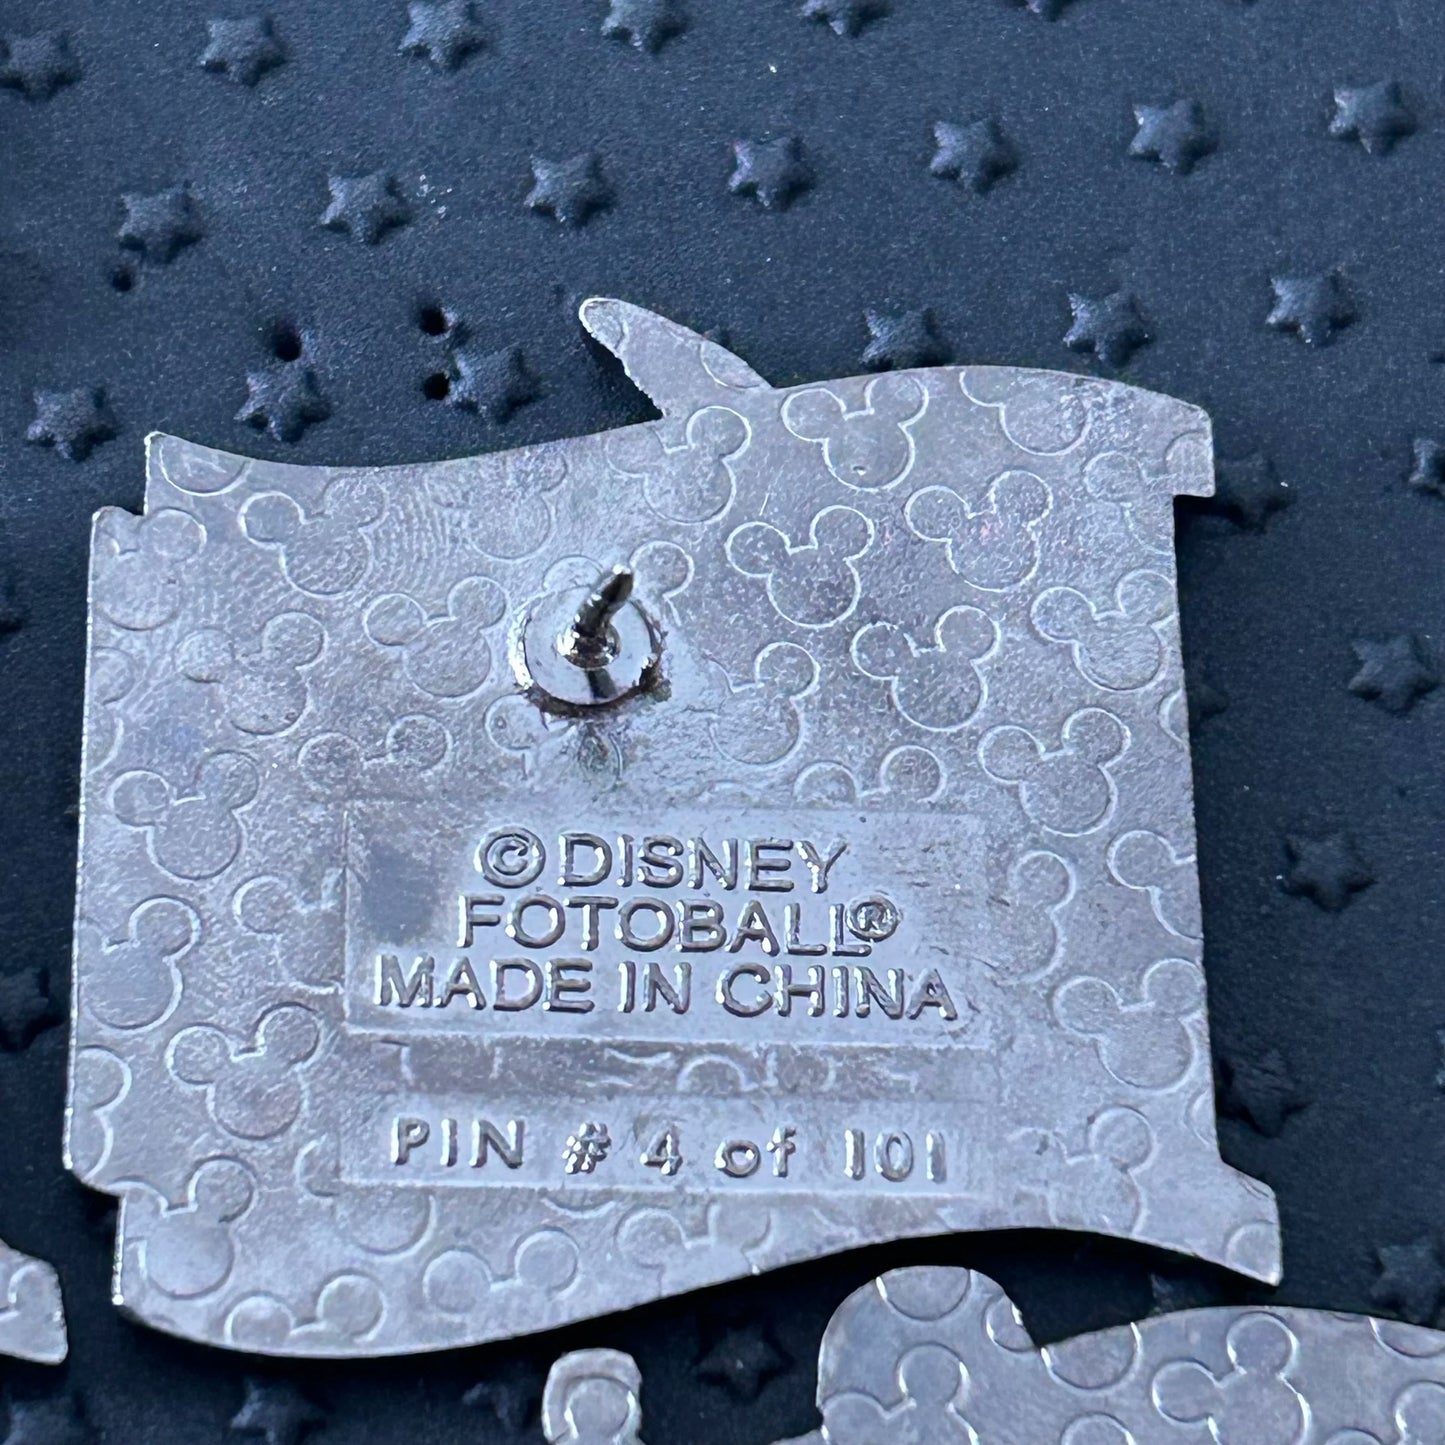 ©DISNEY
FOTOBALL®
MADE IN CHINA
PIN # 4 of 101